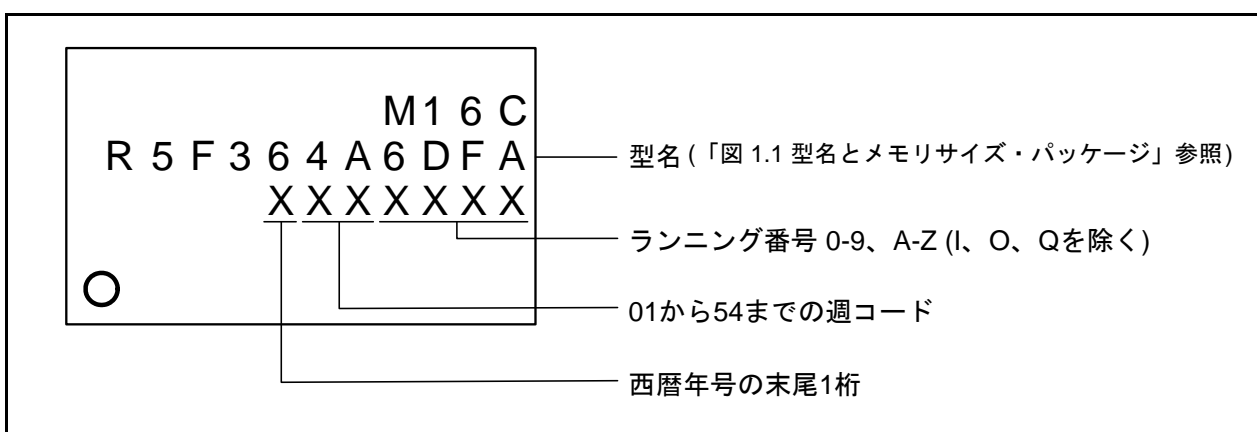 M16C
R5F364A6DFA
XXXXXXX
型名 (「図 1.1 型名とメモリサイズ・パッケージ」参照)
ランニング番号 0-9、A-Z (I、O、Qを除く)
01から54までの週コード
西暦年号の末尾1桁